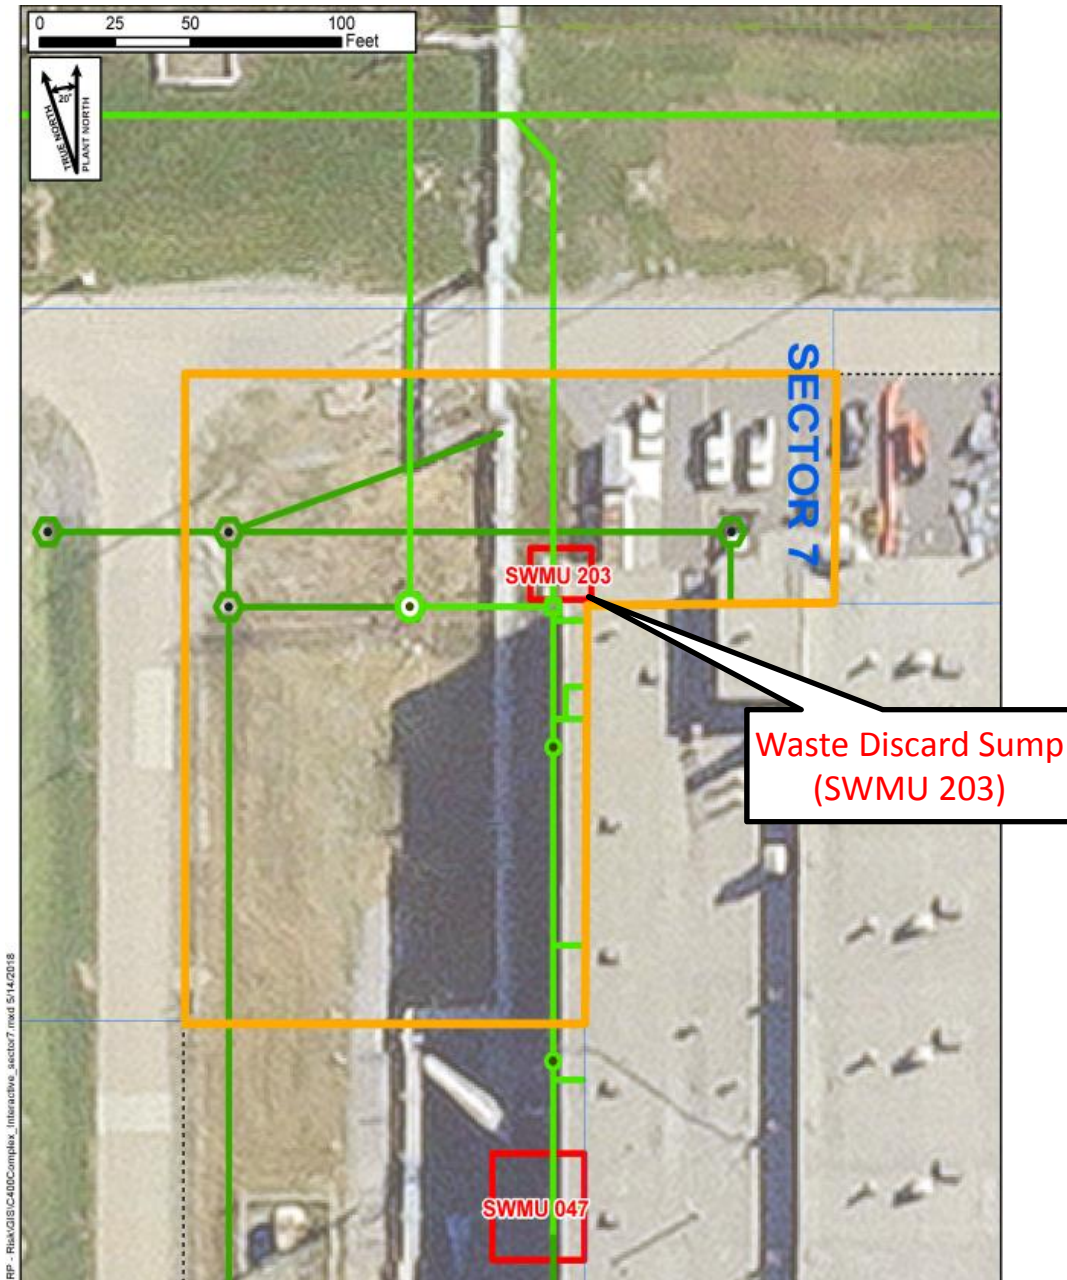 0 25 50 100
Feet
20°
TRUE NORTH
PLANT NORTH
SECTOR 7
SWMU 203
Waste Discard Sump
(SWMU 203)
SWMU 047
RP - Risk\GIS\C400Complex_Interactive_sector7.mxd 5/14/2018